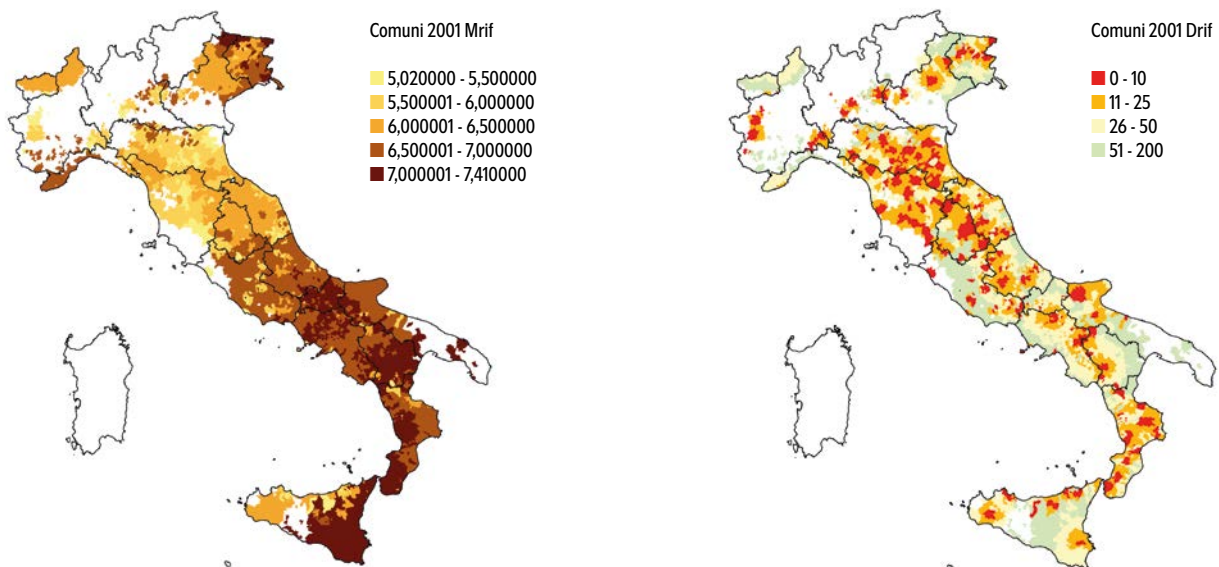 Comuni 2001 Mrif
5,020000 - 5,500000
5,500001 - 6,000000
6,000001 - 6,500000
6,500001 - 7,000000
7,000001 - 7,410000
Comuni 2001 Drif
0 - 10
11 - 25
26 - 50
51 - 200